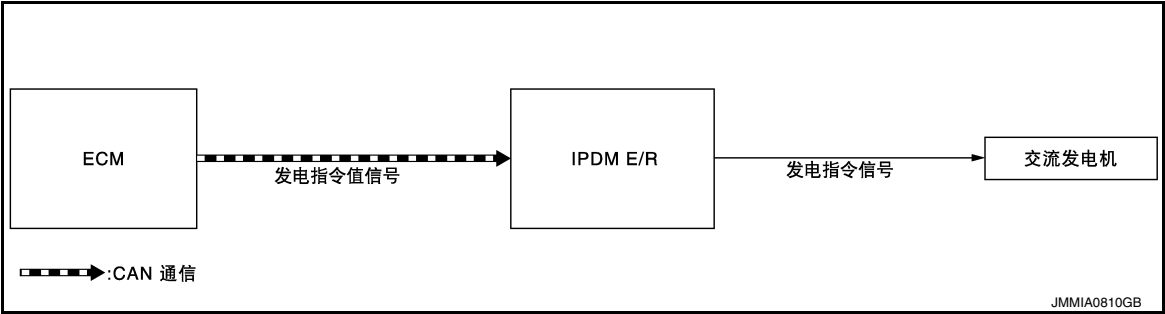 ECM
发电指令值信号
IPDM E/R
发电指令信号
交流发电机
:CAN 通信
JMMIA0810GB